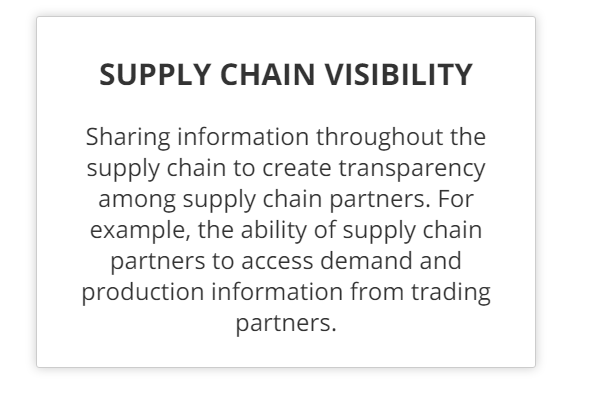 SUPPLY CHAIN VISIBILITY
Sharing information throughout the
supply chain to create transparency
among supply chain partners. For
example, the ability of supply chain
partners to access demand and
production information from trading
partners.